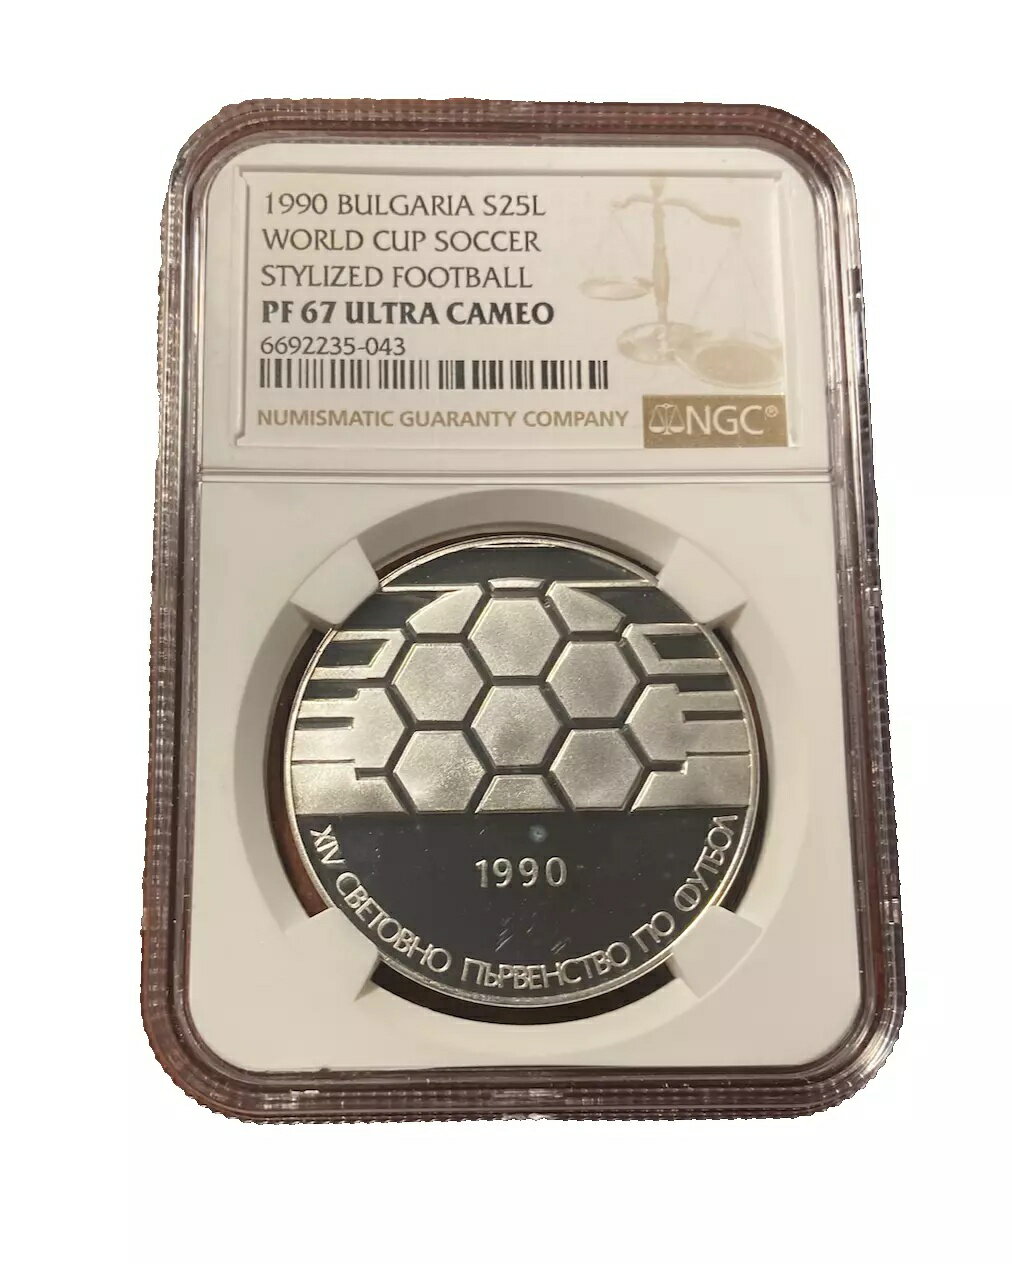 1990 BULGARIA S25L
WORLD CUP SOCCER
STYLIZED FOOTBALL
PF 67 ULTRA CAMEO
6692235-043
NUMISMATIC GUARANTY COMPANY
NGC®
1990
XIV СВЕТОВНО ПЪРВЕНСТВО ПО ФУТБОЛ